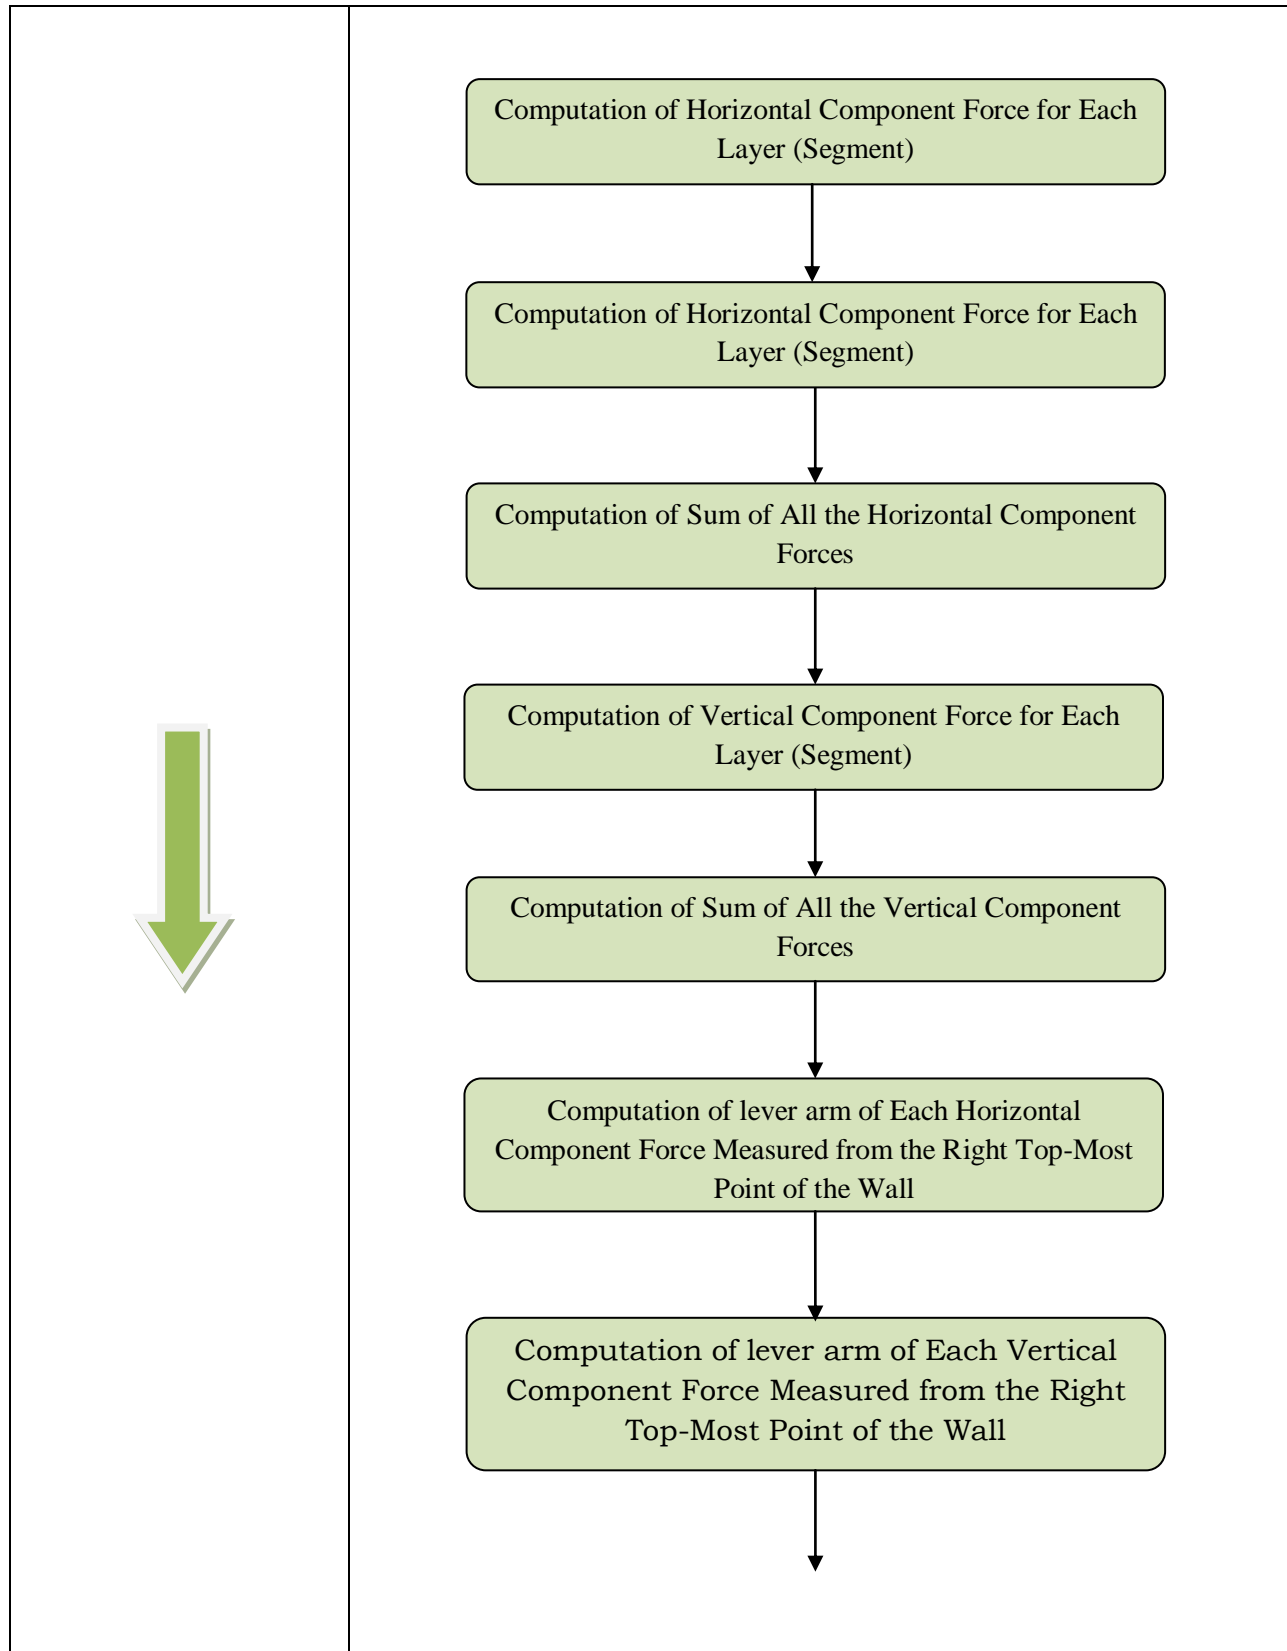 Computation of Horizontal Component Force for Each
Layer (Segment)
Computation of Horizontal Component Force for Each
Layer (Segment)
Computation of Sum of All the Horizontal Component
Forces
Computation of Vertical Component Force for Each
Layer (Segment)
Computation of Sum of All the Vertical Component
Forces
Computation of lever arm of Each Horizontal
Component Force Measured from the Right Top-Most
Point of the Wall
Computation of lever arm of Each Vertical
Component Force Measured from the Right
Top-Most Point of the Wall